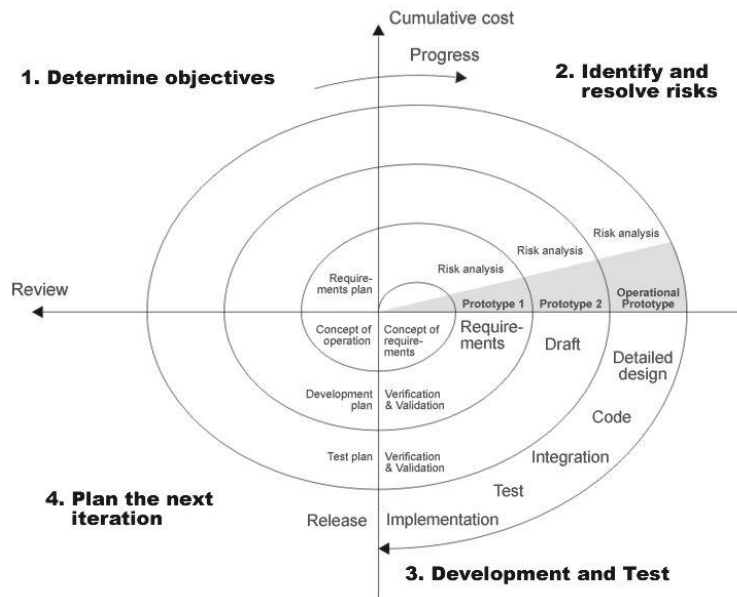 Cumulative cost
Progress
1. Determine objectives
2. Identify and
resolve risks
Risk analysis
Risk analysis
Risk analysis
Require-
ments plan
Review
Prototype 1
Prototype 2
Operational
Prototype
Concept of
operation
Concept of
require-
ments
Require-
ments
Draft
Detailed
design
Development
plan
Verification
& Validation
Code
Integration
Test plan
Verification
& Validation
Test
4. Plan the next
iteration
Release
Implementation
3. Development and Test